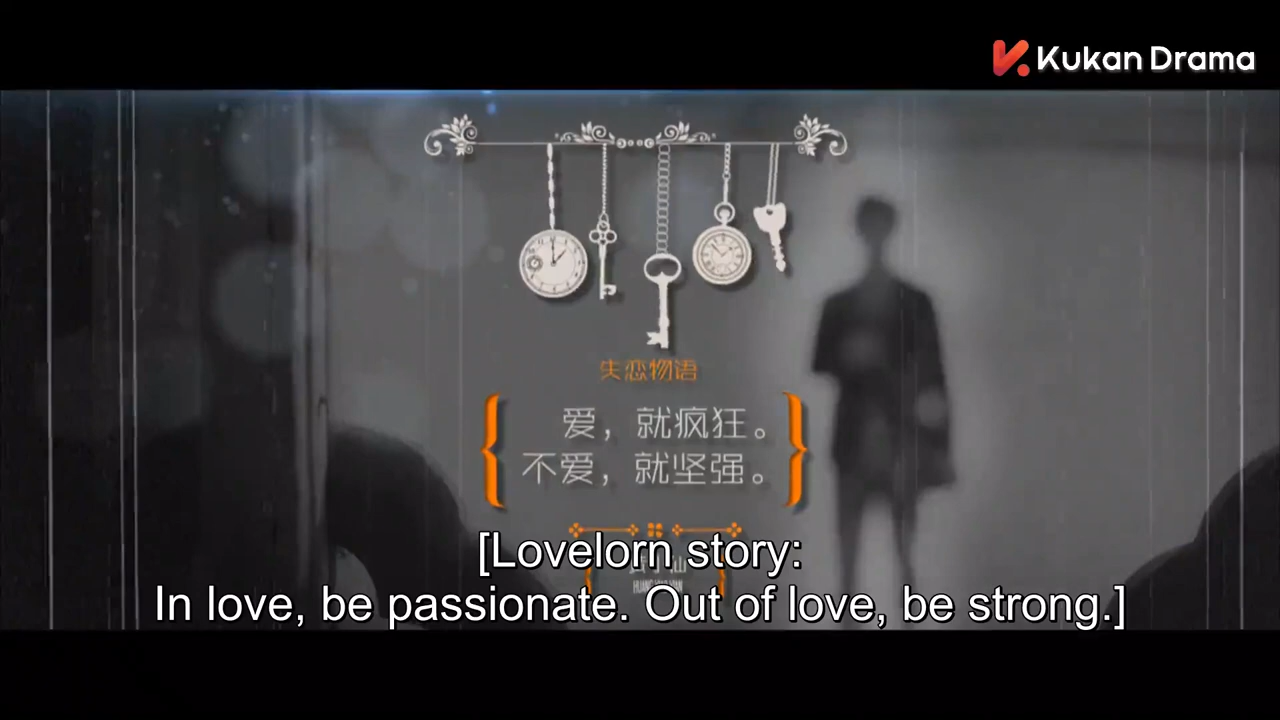 Kukan Drama
失恋物语
爱，就疯狂。
不爱，就坚强。
[Lovelorn story:
In love, be passionate. Out of love, be strong.]